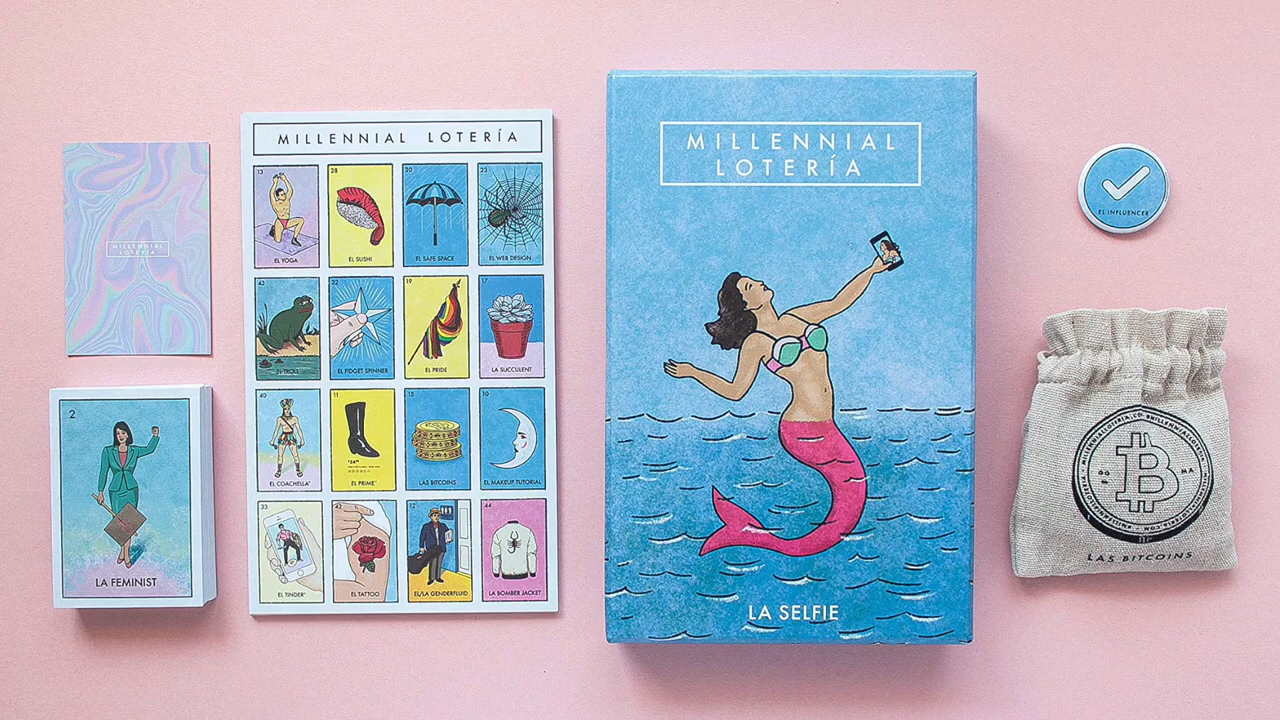 MILLENNIAL
LOTERÍA
2
LA FEMINIST
MILLENNIAL LOTERÍA
13
EL YOGA
28
EL SUSHI
20
EL SAFE SPACE
23
EL WEB DESIGN
43
EL TROLL
32
EL FIDGET SPINNER
19
EL PRIDE
17
LA SUCCULENT
40
EL COACHELLA*
11
EL PRIME*
15
LAS BITCOINS
10
EL MAKEUP TUTORIAL
33
EL TINDER*
EL TATTOO
12
EL/LA GENDERFLUID
44
LA BOMBER JACKET
MILLENNIAL
LOTERÍA
LA SELFIE
EL INFLUENCER
B
LAS BITCOINS